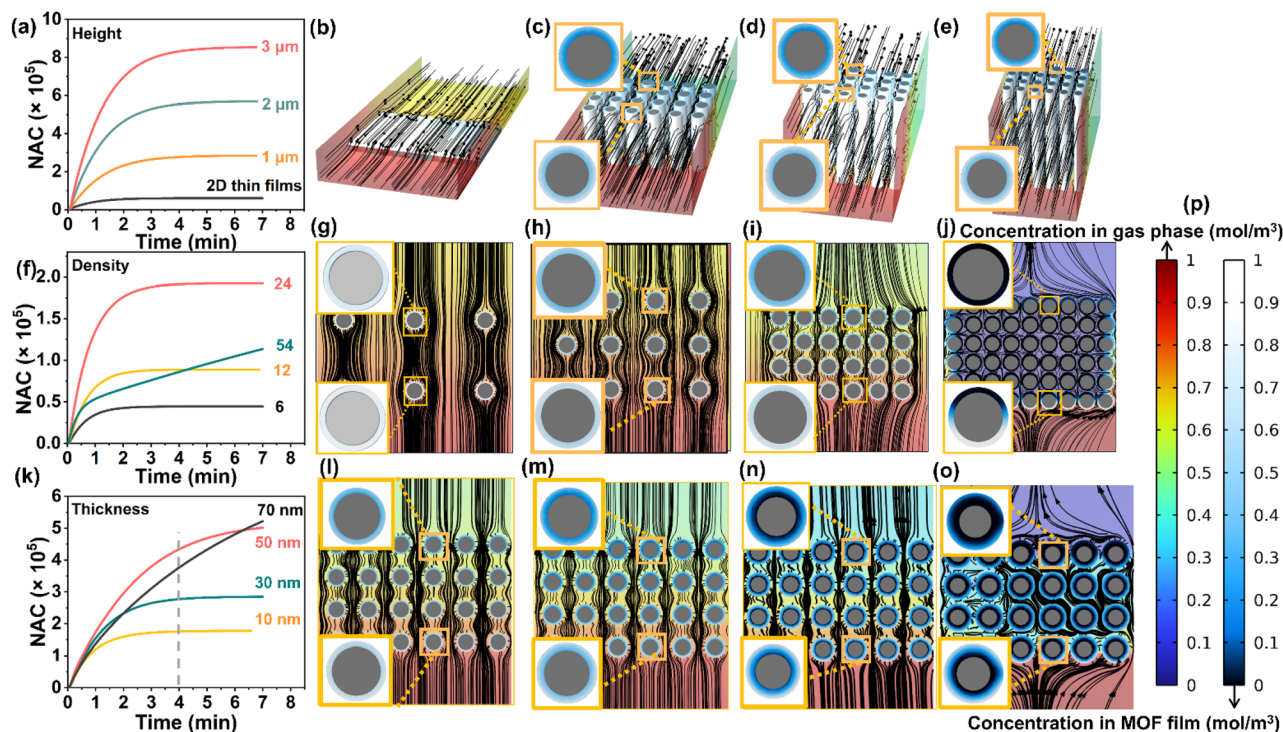 (a)
Height
NAC (× 10⁵)
10
8
6
4
2
0
3 μm
2 μm
1 μm
2D thin films
0 1 2 3 4 5 6 7 8
Time (min)
(b)
(c)
(d)
(e)
(f)
Density
NAC (× 10⁵)
2.0
1.5
1.0
0.5
0.0
24
54
12
6
0 1 2 3 4 5 6 7 8
Time (min)
(g)
(h)
(i)
(j)
(k)
Thickness
NAC (× 10⁵)
6
5
4
3
2
1
0
70 nm
50 nm
30 nm
10 nm
0 1 2 3 4 5 6 7 8
Time (min)
(l)
(m)
(n)
(o)
(p)
Concentration in gas phase (mol/m³)
1 1
0.9 0.9
0.8 0.8
0.7 0.7
0.6 0.6
0.5 0.5
0.4 0.4
0.3 0.3
0.2 0.2
0.1 0.1
0 0
Concentration in MOF film (mol/m³)